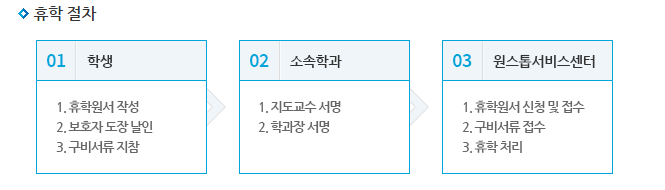 휴학 절차
01 학생
1. 휴학원서 작성
2. 보호자 도장 날인
3. 구비서류 지참
02 소속학과
1. 지도교수 서명
2. 학과장 서명
03 원스톱서비스센터
1. 휴학원서 신청 및 접수
2. 구비서류 접수
3. 휴학 처리